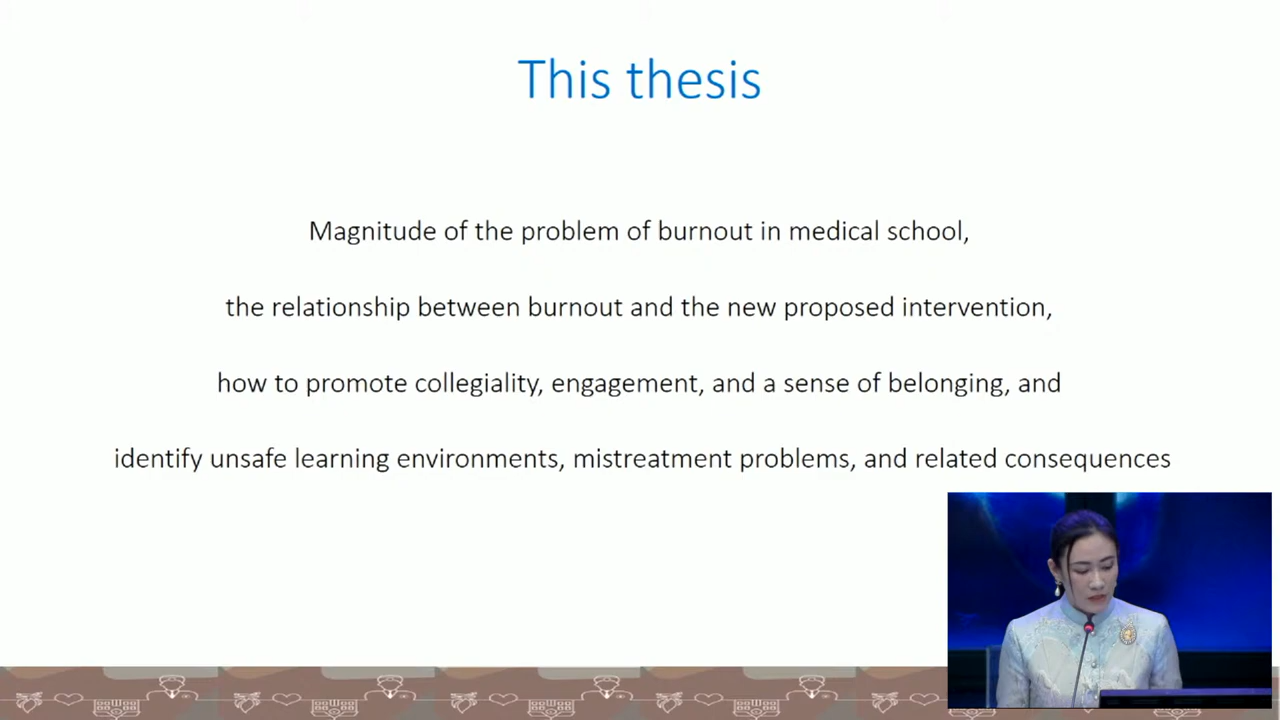 This thesis
Magnitude of the problem of burnout in medical school,
the relationship between burnout and the new proposed intervention,
how to promote collegiality, engagement, and a sense of belonging, and
identify unsafe learning environments, mistreatment problems, and related consequences